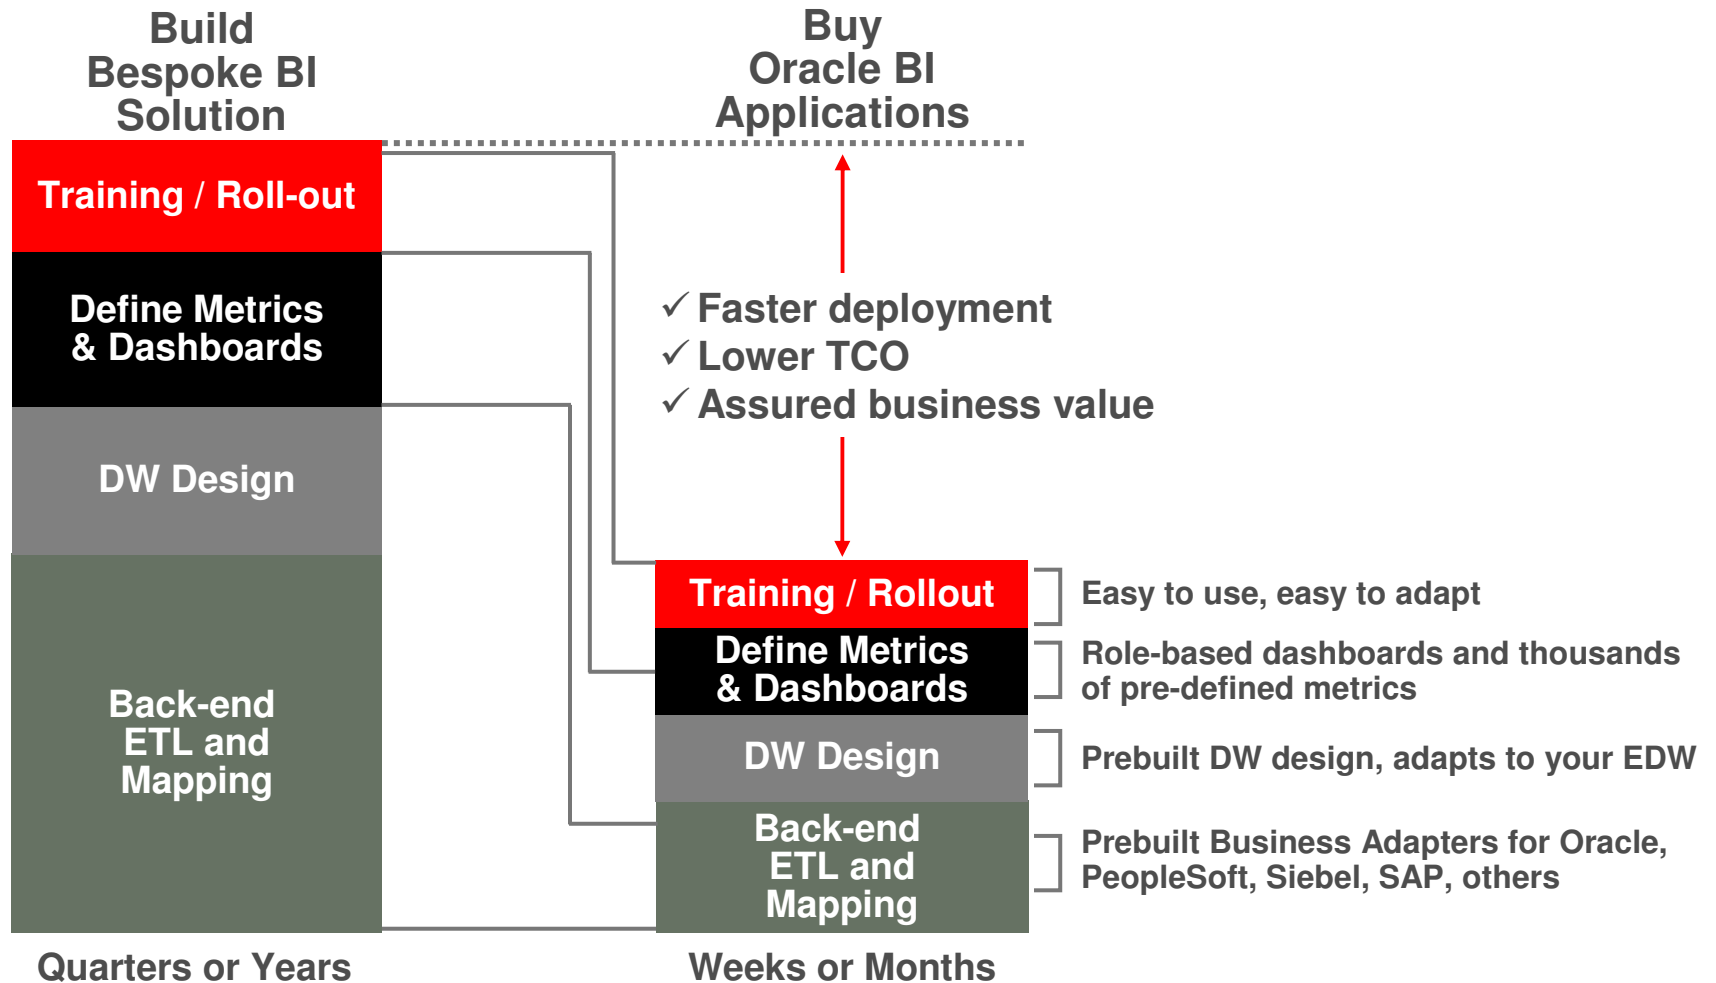 Build
Bespoke BI
Solution
Buy
Oracle BI
Applications
Training / Roll-out
Define Metrics
& Dashboards
DW Design
Back-end
ETL and
Mapping
Quarters or Years
✓ Faster deployment
✓ Lower TCO
✓ Assured business value
Training / Rollout
Define Metrics
& Dashboards
DW Design
Back-end
ETL and
Mapping
Weeks or Months
Easy to use, easy to adapt
Role-based dashboards and thousands
of pre-defined metrics
Prebuilt DW design, adapts to your EDW
Prebuilt Business Adapters for Oracle,
PeopleSoft, Siebel, SAP, others